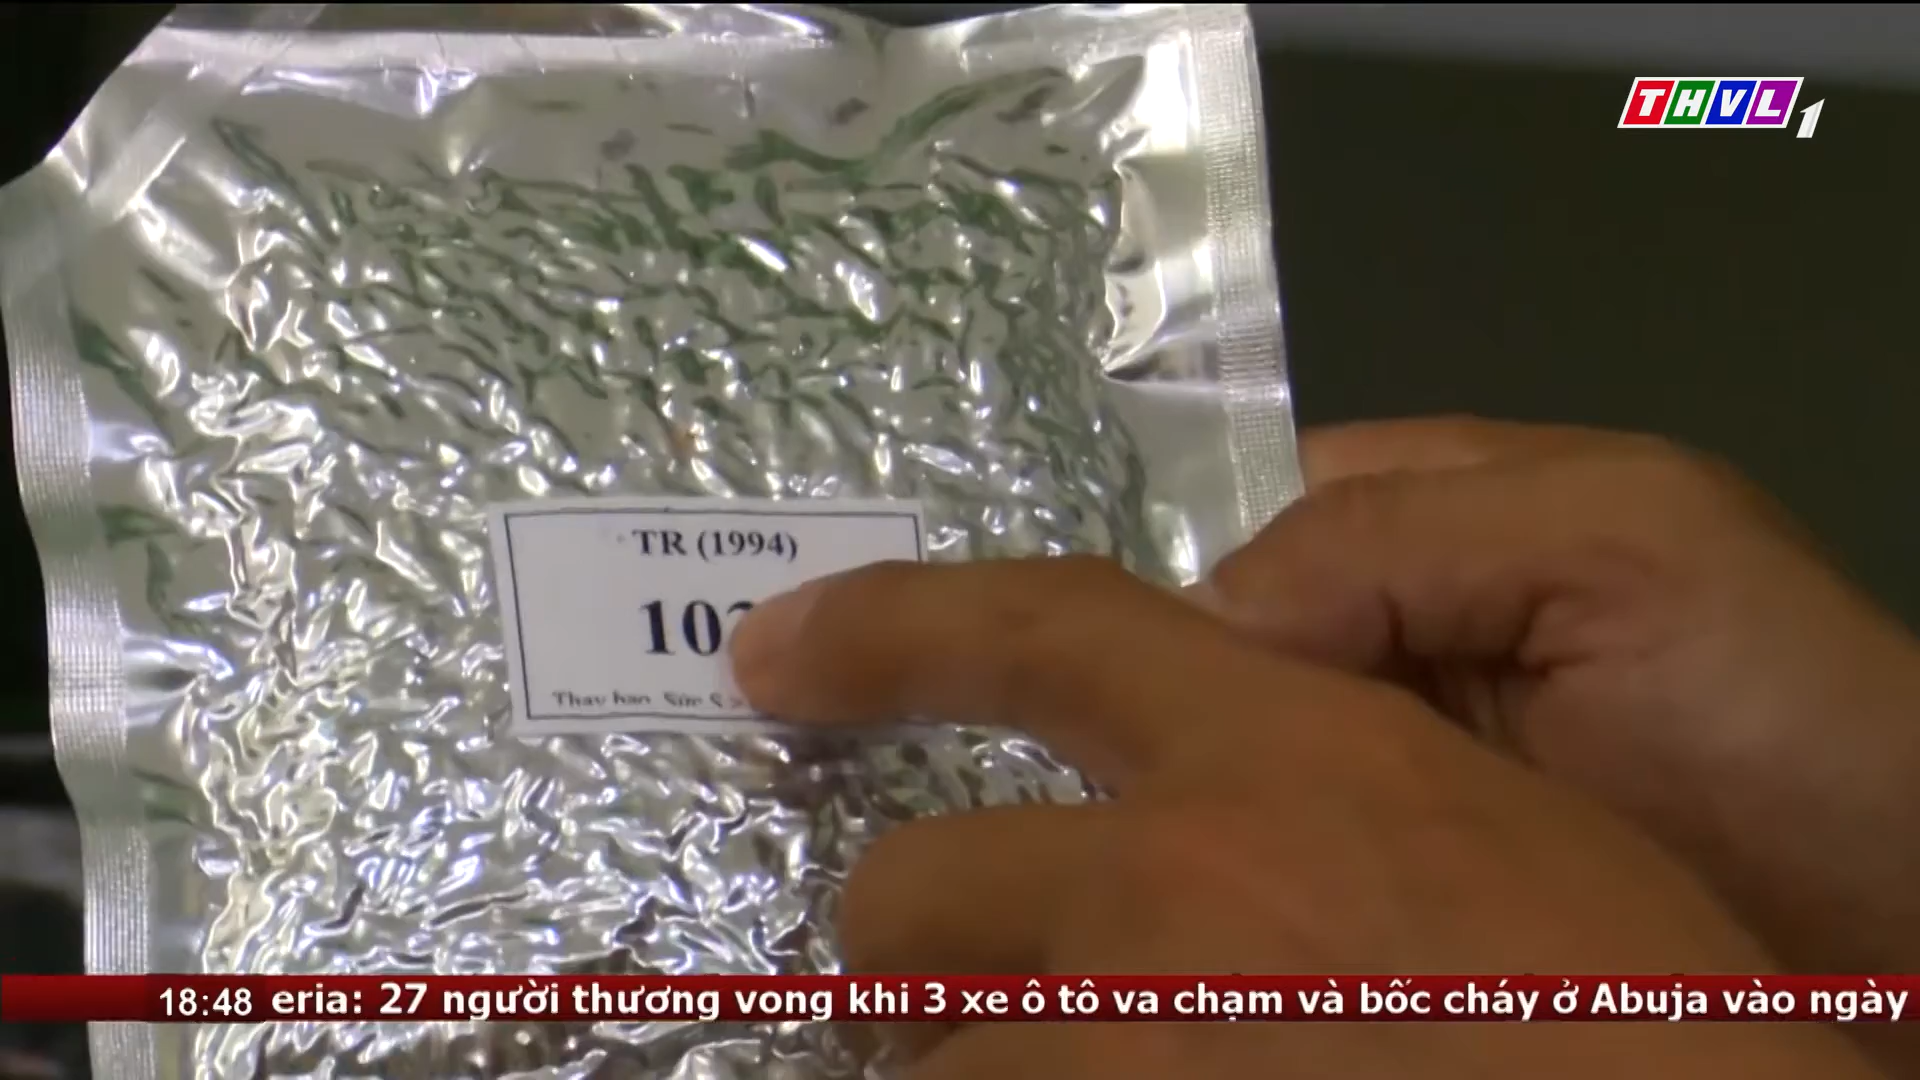 THVL1
TR (1994)
10
18:48 eria: 27 người thương vong khi 3 xe ô tô va chạm và bốc cháy ở Abuja vào ngày